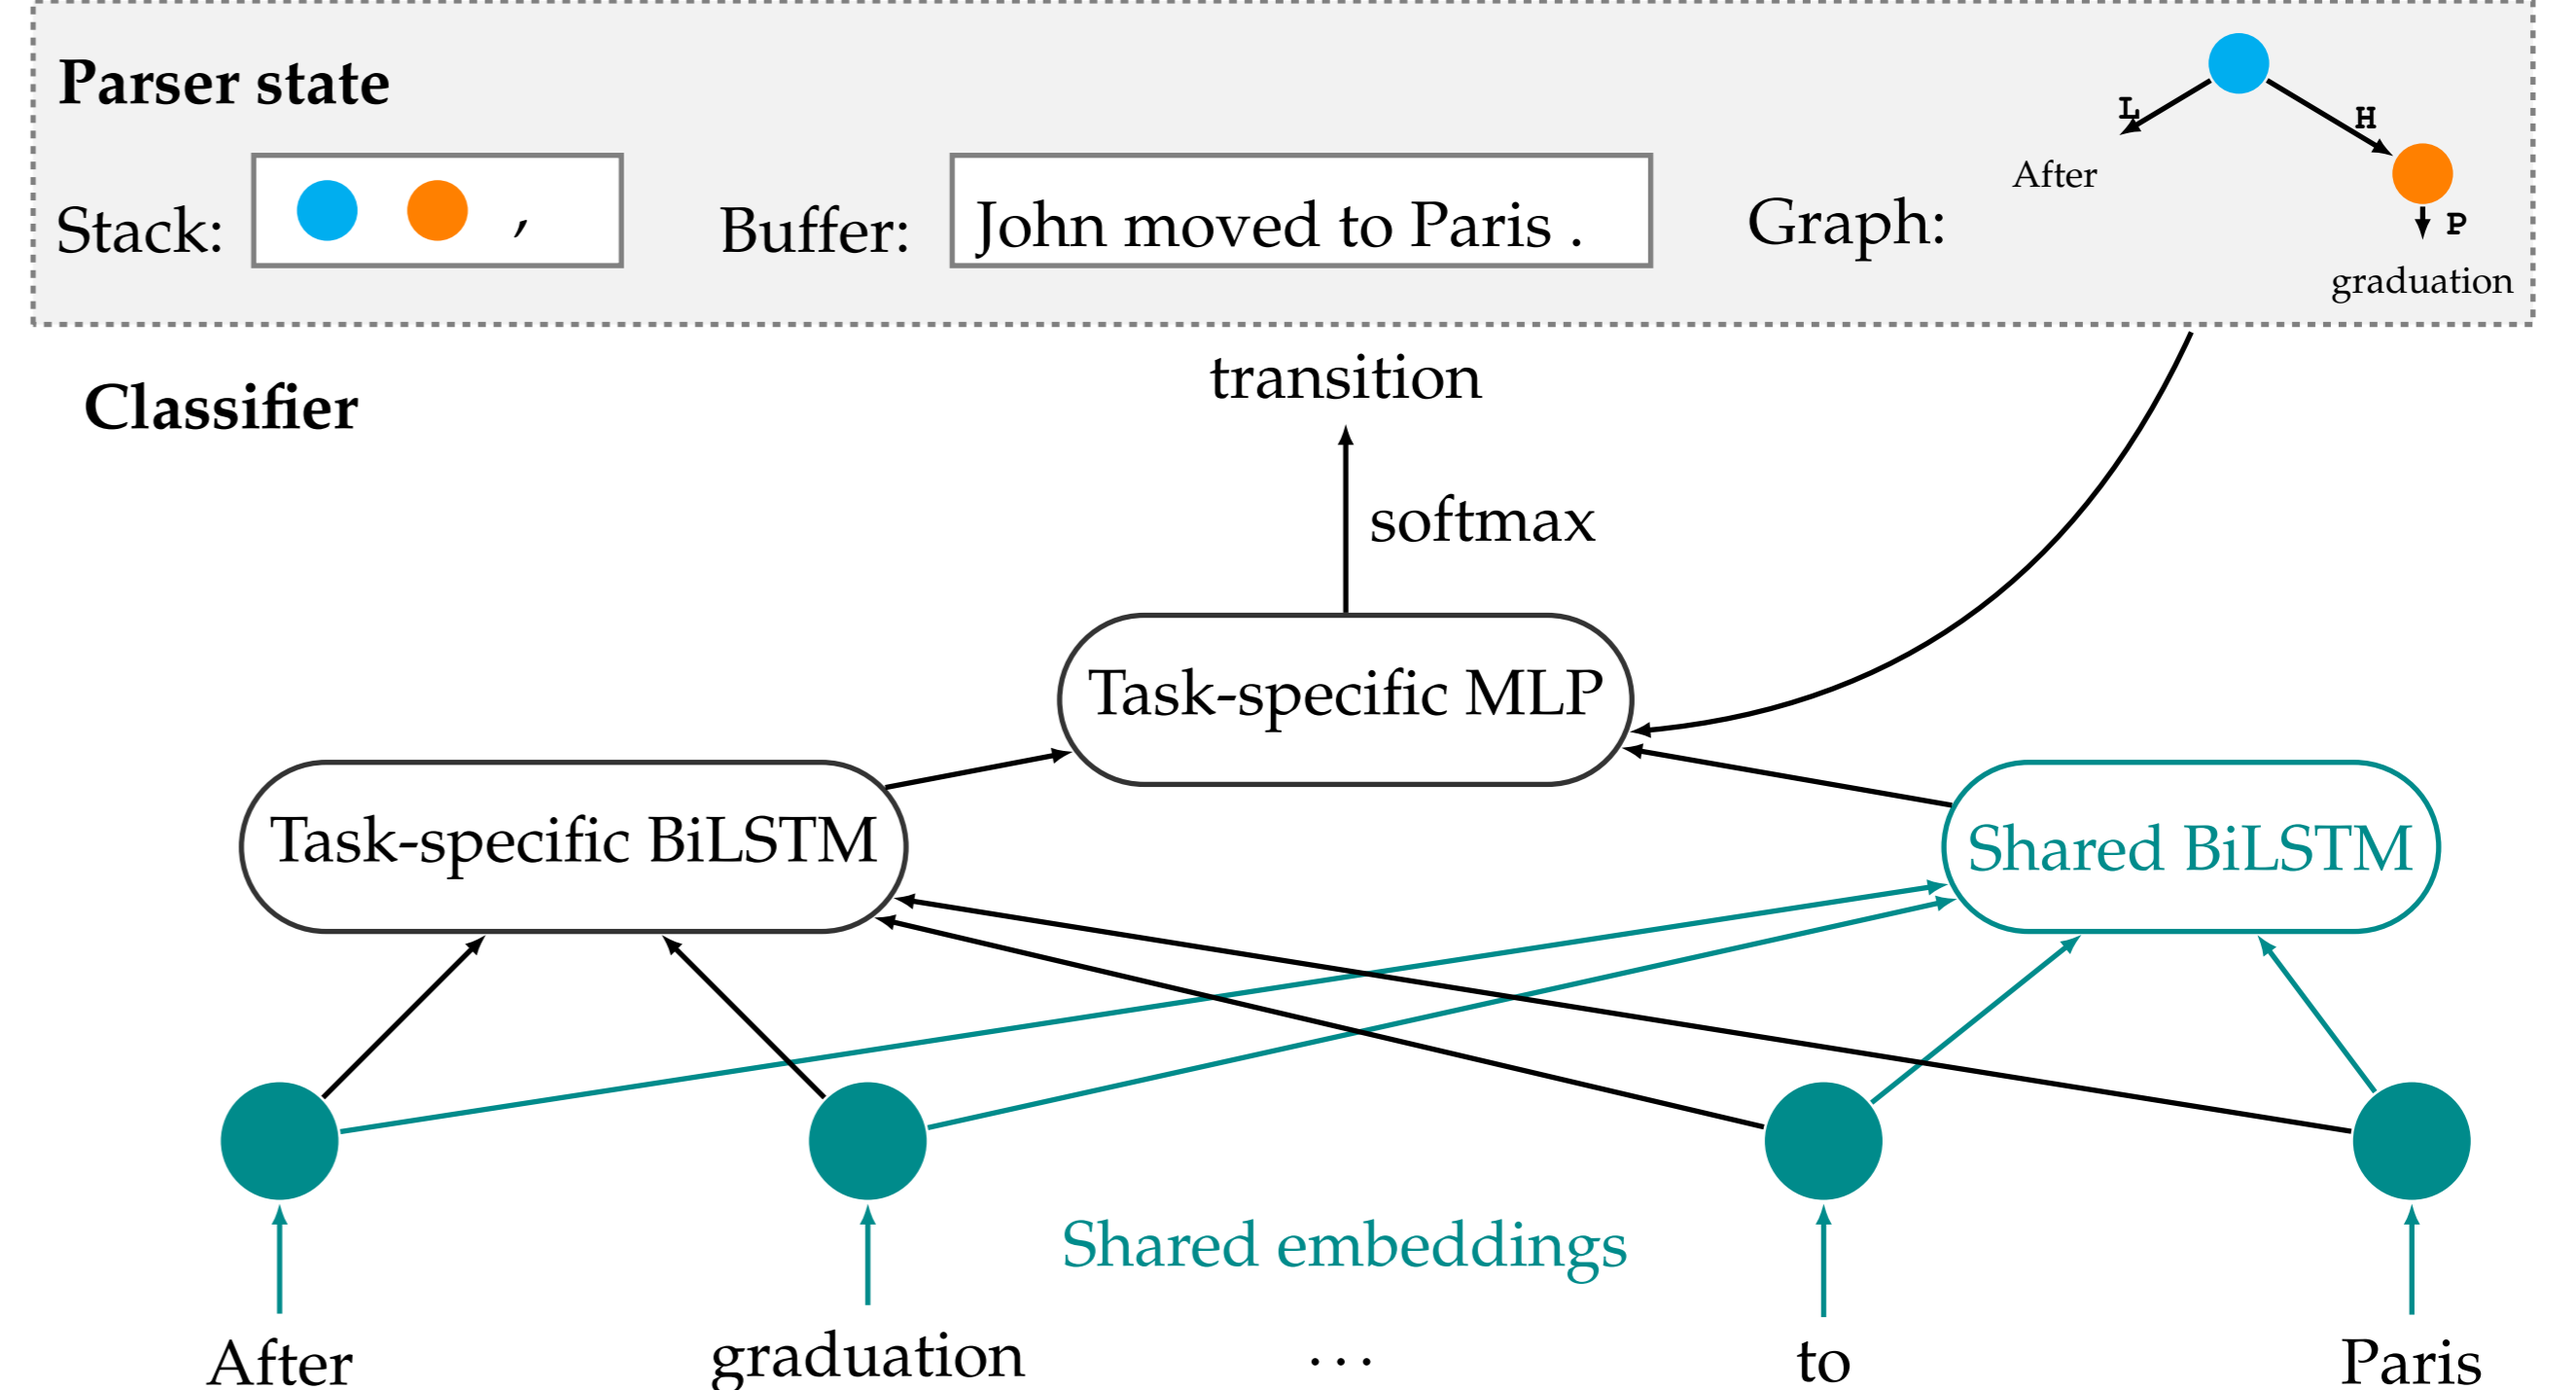 Parser state
Stack: , Buffer: John moved to Paris . Graph:
L
H
After
P
graduation
Classifier
transition
softmax
Task-specific MLP
Task-specific BiLSTM
Shared BiLSTM
Shared embeddings
After graduation ... to Paris